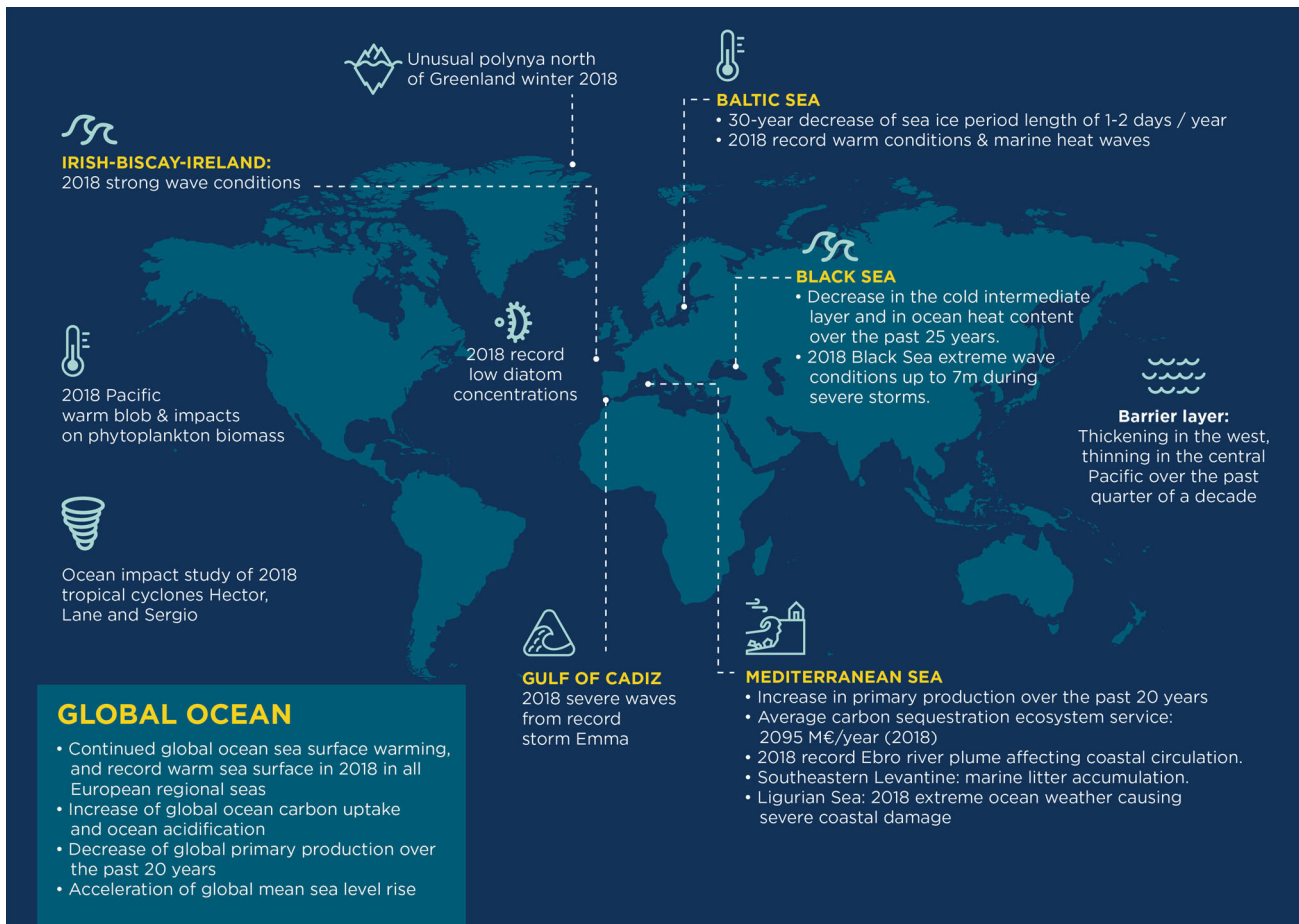 Unusual polynya north
of Greenland winter 2018
BALTIC SEA
• 30-year decrease of sea ice period length of 1-2 days / year
• 2018 record warm conditions & marine heat waves
IRISH-BISCAY-IRELAND:
2018 strong wave conditions
BLACK SEA
• Decrease in the cold intermediate
layer and in ocean heat content
over the past 25 years.
• 2018 Black Sea extreme wave
conditions up to 7m during
severe storms.
2018 record
low diatom
concentrations
2018 Pacific
warm blob & impacts
on phytoplankton biomass
Barrier layer:
Thickening in the west,
thinning in the central
Pacific over the past
quarter of a decade
Ocean impact study of 2018
tropical cyclones Hector,
Lane and Sergio
GULF OF CADIZ
2018 severe waves
from record
storm Emma
MEDITERRANEAN SEA
• Increase in primary production over the past 20 years
• Average carbon sequestration ecosystem service:
2095 M€/year (2018)
• 2018 record Ebro river plume affecting coastal circulation.
• Southeastern Levantine: marine litter accumulation.
• Ligurian Sea: 2018 extreme ocean weather causing
severe coastal damage
GLOBAL OCEAN
• Continued global ocean sea surface warming,
and record warm sea surface in 2018 in all
European regional seas
• Increase of global ocean carbon uptake
and ocean acidification
• Decrease of global primary production over
the past 20 years
• Acceleration of global mean sea level rise